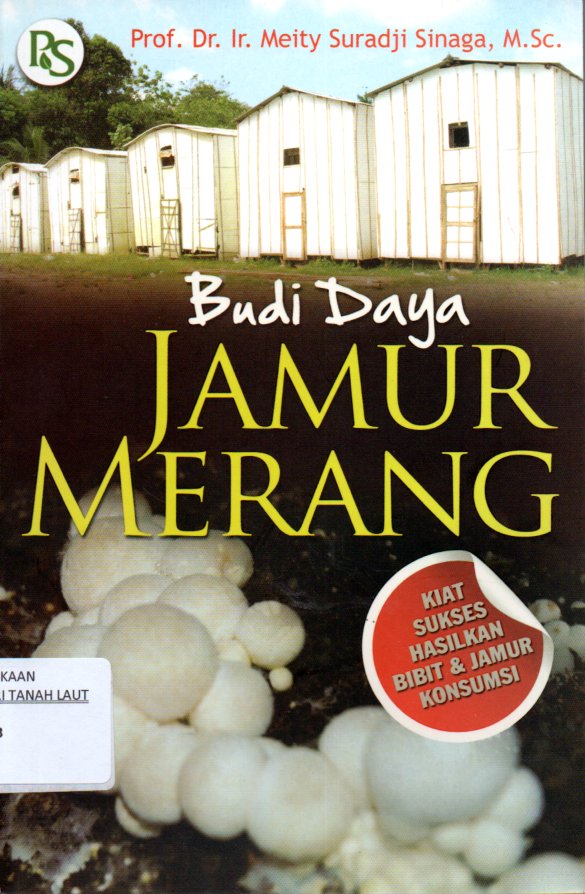 PS
Prof. Dr. Ir. Meity Suradji Sinaga, M.Sc.
Budi Daya
JAMUR
MERANG
KIAT
SUKSES
HASILKAN
BIBIT & JAMUR
KONSUMSI
KAAN
I TANAH LAUT